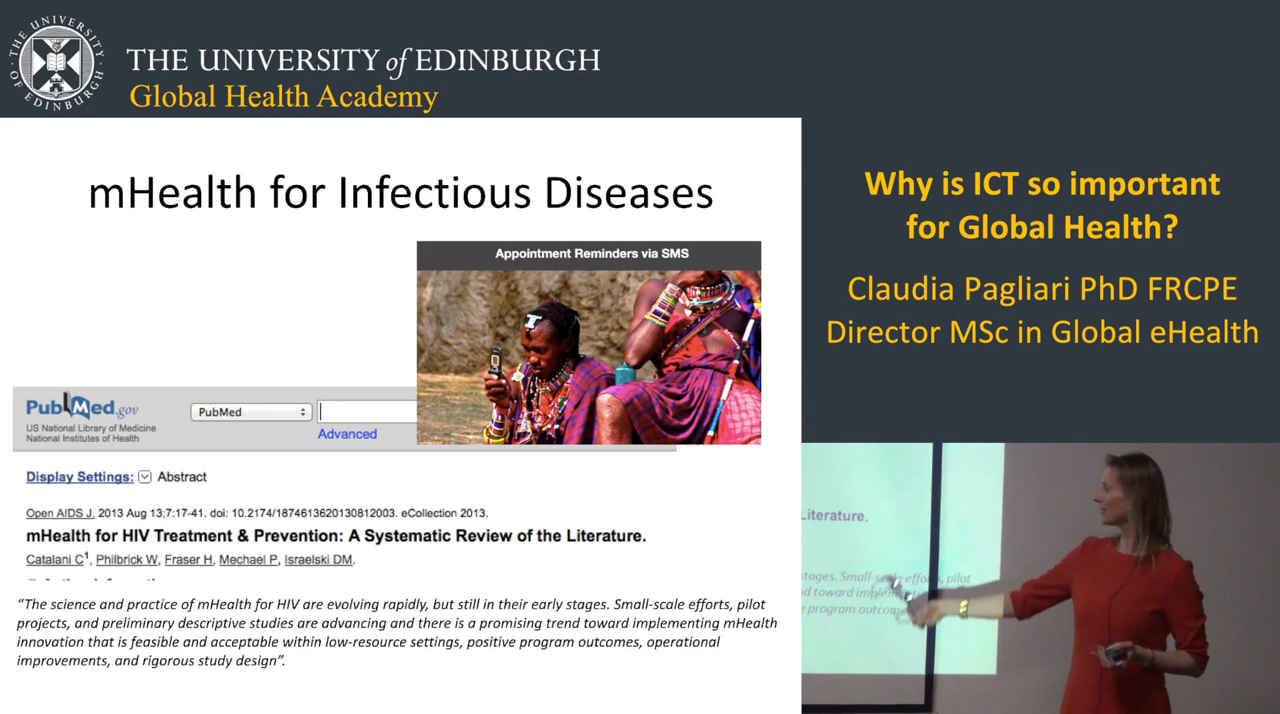 THE UNIVERSITY OF EDINBURGH
THE UNIVERSITY of EDINBURGH
Global Health Academy
mHealth for Infectious Diseases
Appointment Reminders via SMS
PubMed.gov
US National Library of Medicine
National Institutes of Health
PubMed
Advanced
Display Settings: Abstract
Open AIDS J. 2013 Aug 13;7:17-41. doi: 10.2174/1874613620130812003. eCollection 2013.
mHealth for HIV Treatment & Prevention: A Systematic Review of the Literature.
Catalani C1, Philbrick W, Fraser H, Mechael P, Israelski DM.
“The science and practice of mHealth for HIV are evolving rapidly, but still in their early stages. Small-scale efforts, pilot
projects, and preliminary descriptive studies are advancing and there is a promising trend toward implementing mHealth
innovation that is feasible and acceptable within low-resource settings, positive program outcomes, operational
improvements, and rigorous study design”.
Why is ICT so important
for Global Health?
Claudia Pagliari PhD FRCPE
Director MSc in Global eHealth
Literature.
stages. Small-scale efforts, pilot
d toward
program